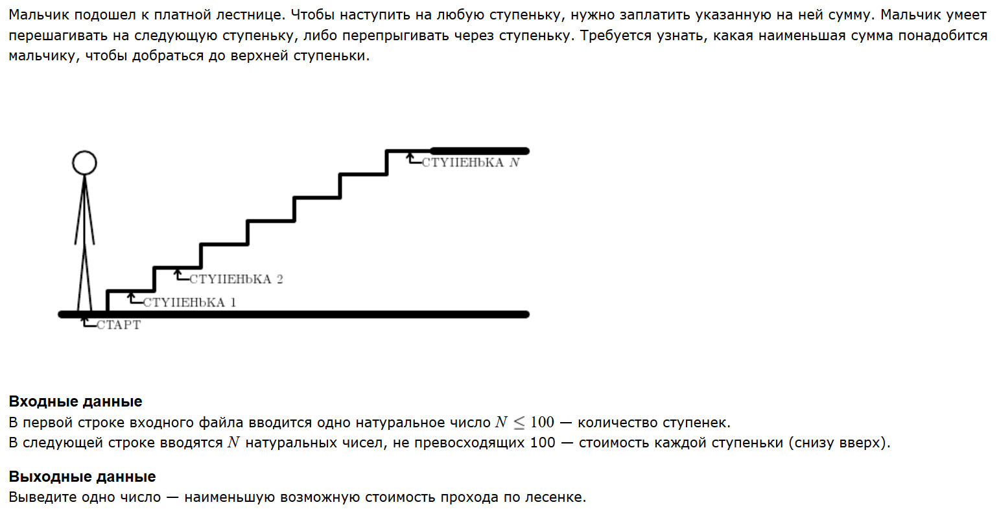 Мальчик подошел к платной лестнице. Чтобы наступить на любую ступеньку, нужно заплатить указанную на ней сумму. Мальчик умеет
перешагивать на следующую ступеньку, либо перепрыгивать через ступеньку. Требуется узнать, какая наименьшая сумма понадобится
мальчику, чтобы добраться до верхней ступеньки.
СТУПЕНЬКА N
СТУПЕНЬКА 2
СТУПЕНЬКА 1
СТАРТ
Входные данные
В первой строке входного файла вводится одно натуральное число N ≤ 100 — количество ступенек.
В следующей строке вводятся N натуральных чисел, не превосходящих 100 — стоимость каждой ступеньки (снизу вверх).
Выходные данные
Выведите одно число — наименьшую возможную стоимость прохода по лесенке.